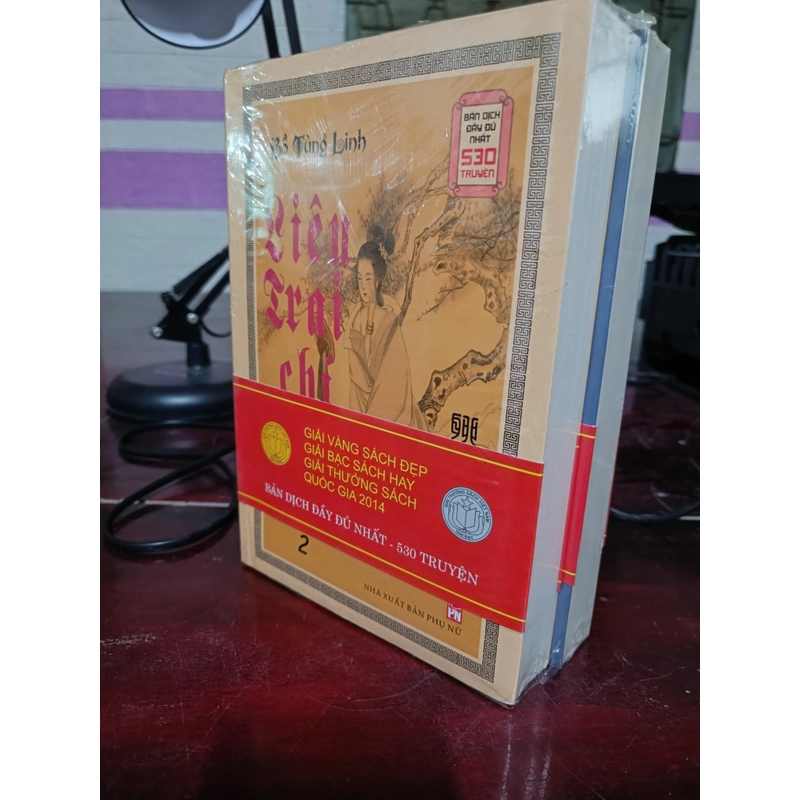 Bồ Tùng Linh
BẢN DỊCH
ĐẦY ĐỦ
NHẤT
530
TRUYỆN
Liêu
Trai
chí
GIẢI VÀNG SÁCH ĐẸP
GIẢI BẠC SÁCH HAY
GIẢI THƯỞNG SÁCH
QUỐC GIA 2014
BẢN DỊCH ĐẦY ĐỦ NHẤT - 530 TRUYỆN
2
PN
NHÀ XUẤT BẢN PHỤ NỮ